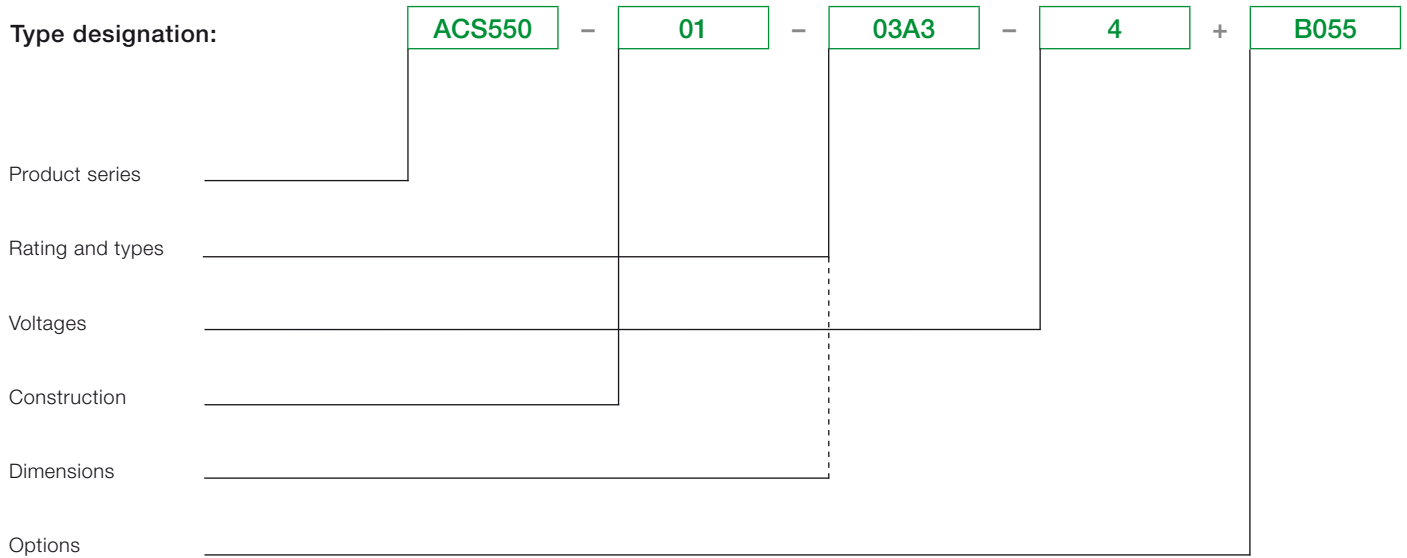 Type designation: ACS550 – 01 – 03A3 – 4 + B055
Product series
Rating and types
Voltages
Construction
Dimensions
Options